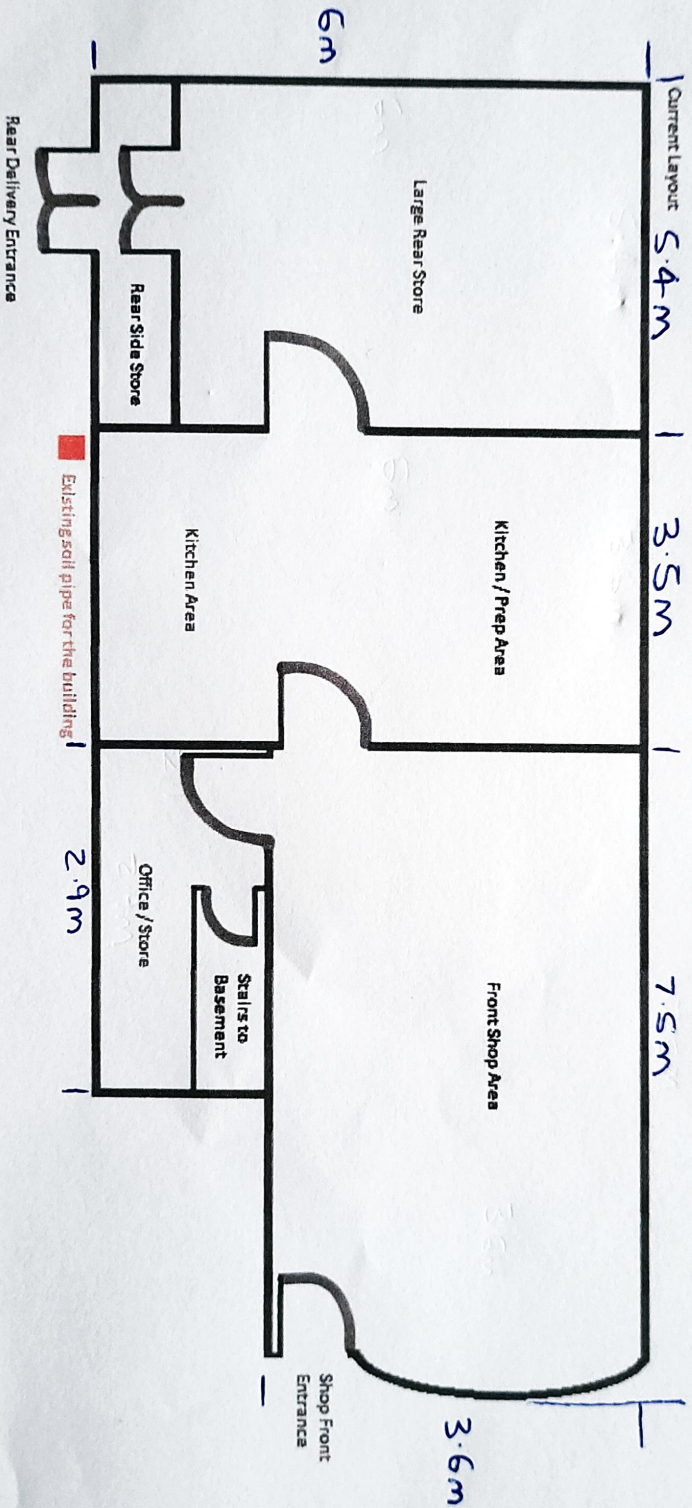 Current Layout
5.4m
3.5m
7.5m
6m
Kitchen / Prep Area
Front Shop Area
3.6m
Large Rear Store
Shop Front
Entrance
Kitchen Area
Stairs to
Basement
Rear Side Store
Office / Store
Existing soil pipe for the building
2.9m
Rear Delivery Entrance